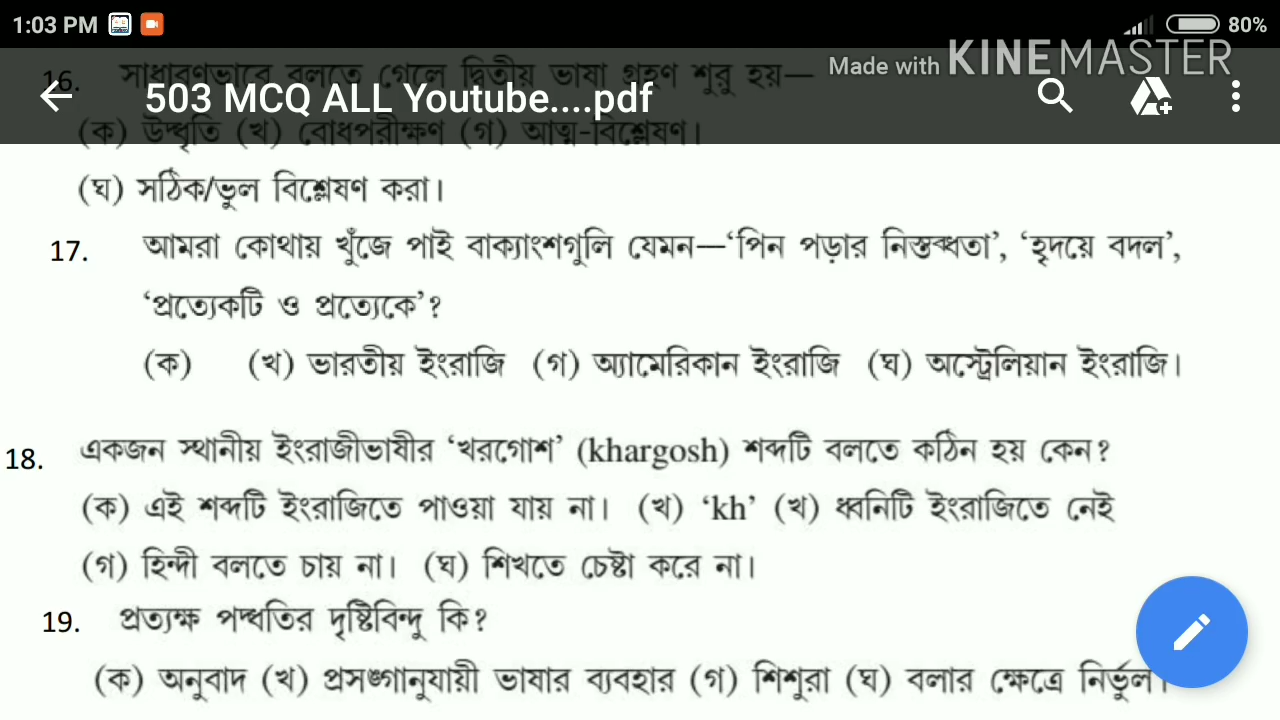 1:03 PM 80%
Made with KINEMASTER
16. সাধারণভাবে বলতে গেলে দ্বিতীয় ভাষা গ্রহণ শুরু হয়—
503 MCQ ALL Youtube....pdf
(ক) উদ্ধৃতি (খ) বোধপরীক্ষণ (গ) আত্ম-বিশ্লেষণ।
(ঘ) সঠিক/ভুল বিশ্লেষণ করা।
17. আমরা কোথায় খুঁজে পাই বাক্যাংশগুলি যেমন—‘পিন পড়ার নিস্তব্ধতা’, ‘হৃদয়ে বদল’,
‘প্রত্যেকটি ও প্রত্যেকে’?
(ক) (খ) ভারতীয় ইংরাজি (গ) অ্যামেরিকান ইংরাজি (ঘ) অস্ট্রেলিয়ান ইংরাজি।
18. একজন স্থানীয় ইংরাজীভাষীর ‘খরগোশ’ (khargosh) শব্দটি বলতে কঠিন হয় কেন?
(ক) এই শব্দটি ইংরাজিতে পাওয়া যায় না। (খ) ‘kh’ (খ) ধ্বনিটি ইংরাজিতে নেই
(গ) হিন্দী বলতে চায় না। (ঘ) শিখতে চেষ্টা করে না।
19. প্রত্যক্ষ পদ্ধতির দৃষ্টিবিন্দু কি?
(ক) অনুবাদ (খ) প্রসঙ্গানুযায়ী ভাষার ব্যবহার (গ) শিশুরা (ঘ) বলার ক্ষেত্রে নির্ভুল।